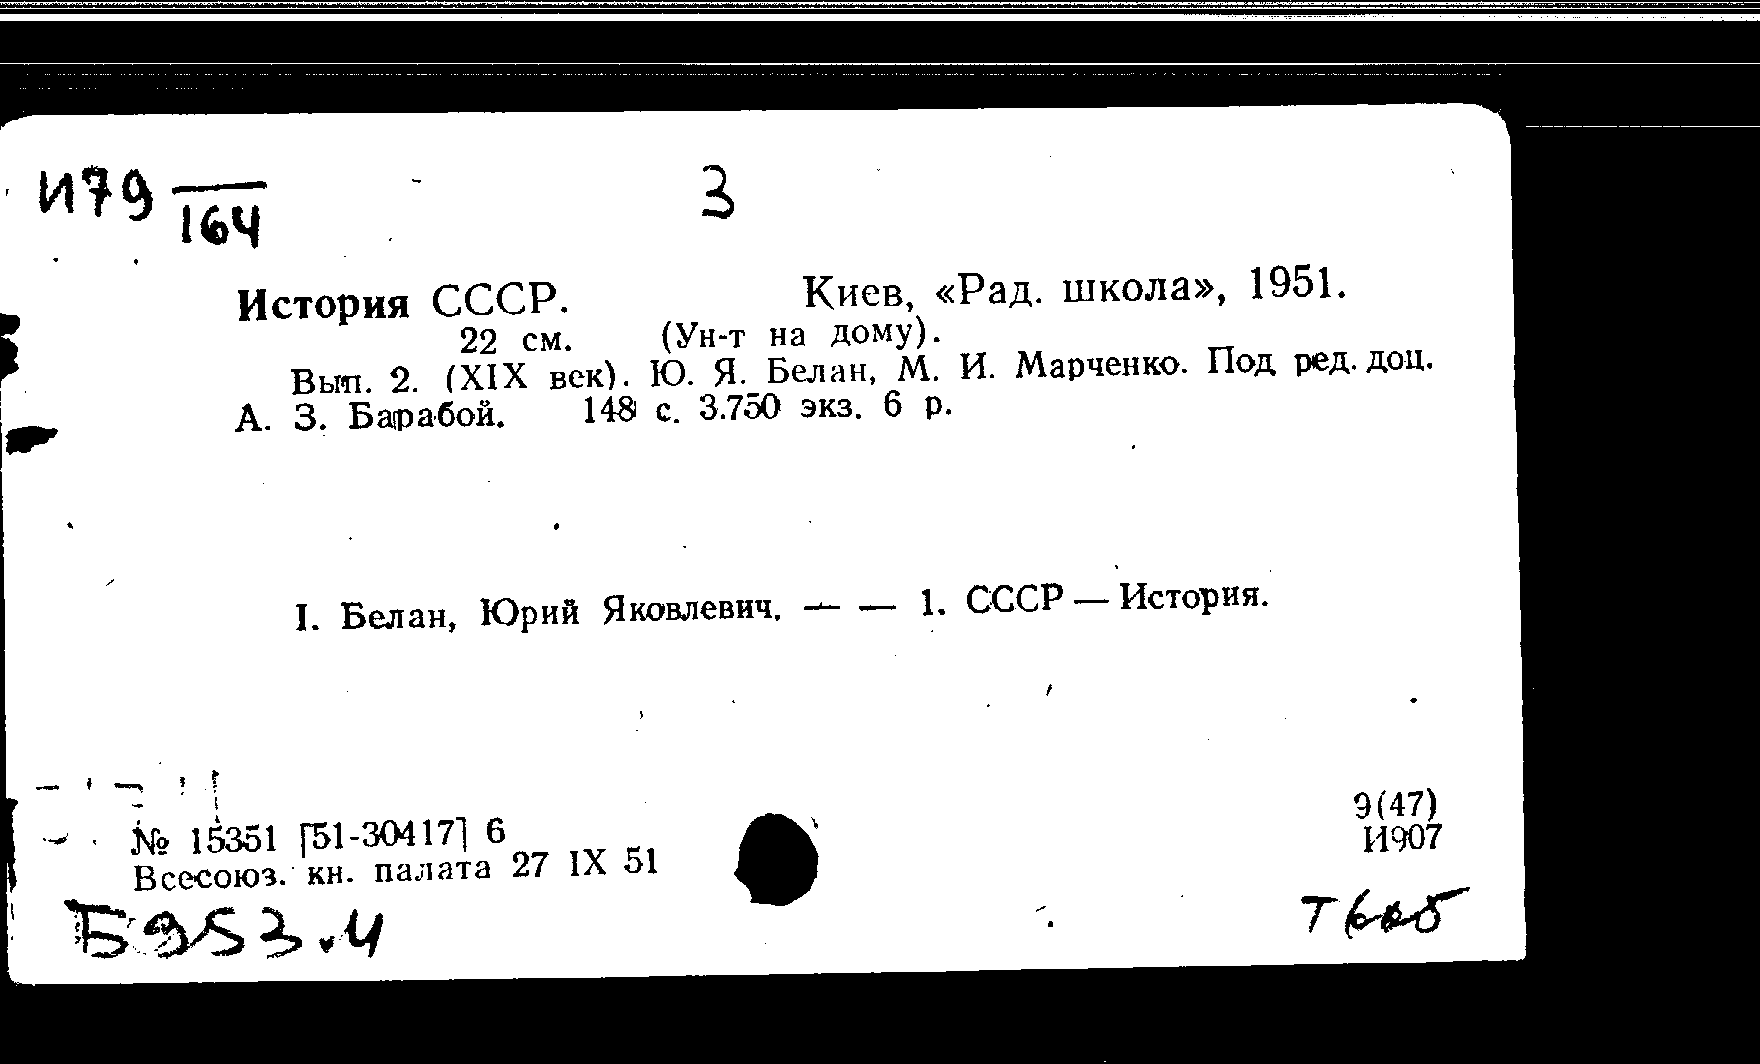 И79 164
3
История СССР. Киев, «Рад. школа», 1951.
22 см. (Ун-т на дому).
Вып. 2. (XIX век). Ю. Я. Белан, М. И. Марченко. Под ред. доц.
А. З. Барабой. 148 с. 3.750 экз. 6 р.
I. Белан, Юрий Яковлевич. — — 1. СССР — История.
9(47)
№ 15351 [51-30417] 6
И907
Всесоюз. кн. палата 27 IX 51
Б953.4